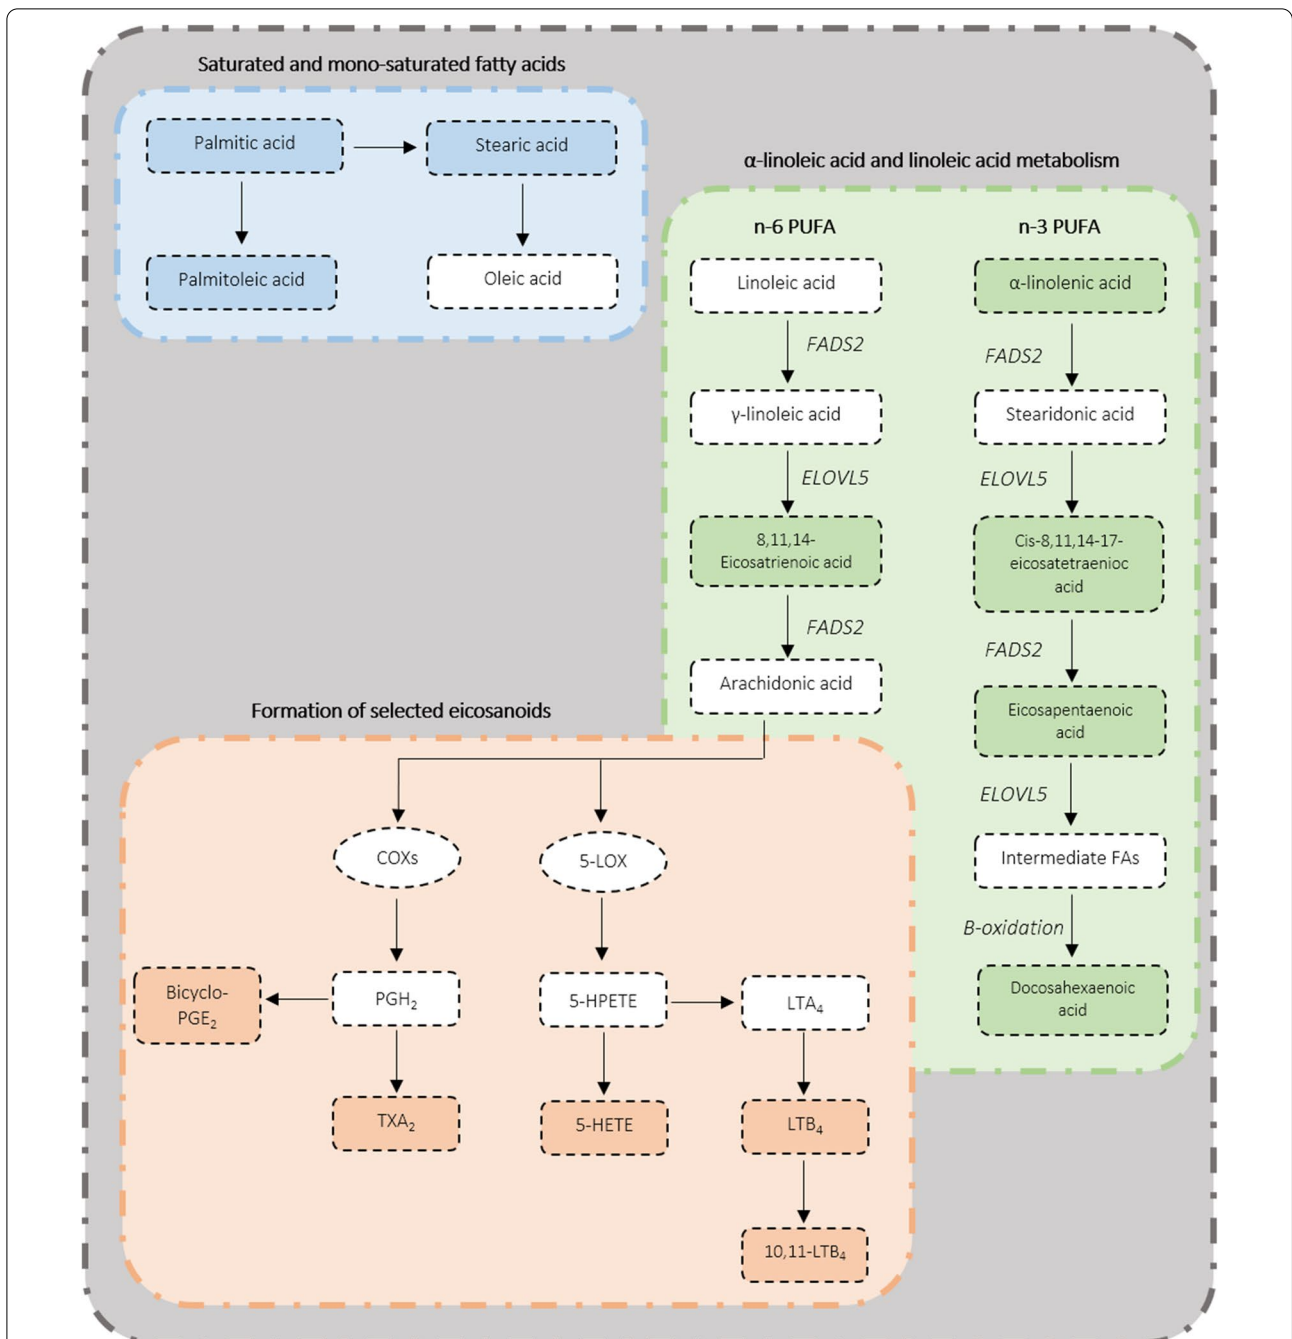 Saturated and mono-saturated fatty acids
Palmitic acid
Stearic acid
Palmitoleic acid
Oleic acid
α-linoleic acid and linoleic acid metabolism
n-6 PUFA
n-3 PUFA
Linoleic acid
α-linolenic acid
FADS2
FADS2
γ-linoleic acid
Stearidonic acid
ELOVL5
ELOVL5
8,11,14-
Eicosatrienoic acid
Cis-8,11,14-17-
eicosatetraenioc
acid
FADS2
FADS2
Arachidonic acid
Eicosapentaenoic
acid
ELOVL5
Intermediate FAs
B-oxidation
Docosahexaenoic
acid
Formation of selected eicosanoids
COXs
5-LOX
Bicyclo-
PGE₂
PGH₂
5-HPETE
LTA₄
TXA₂
5-HETE
LTB₄
10,11-LTB₄